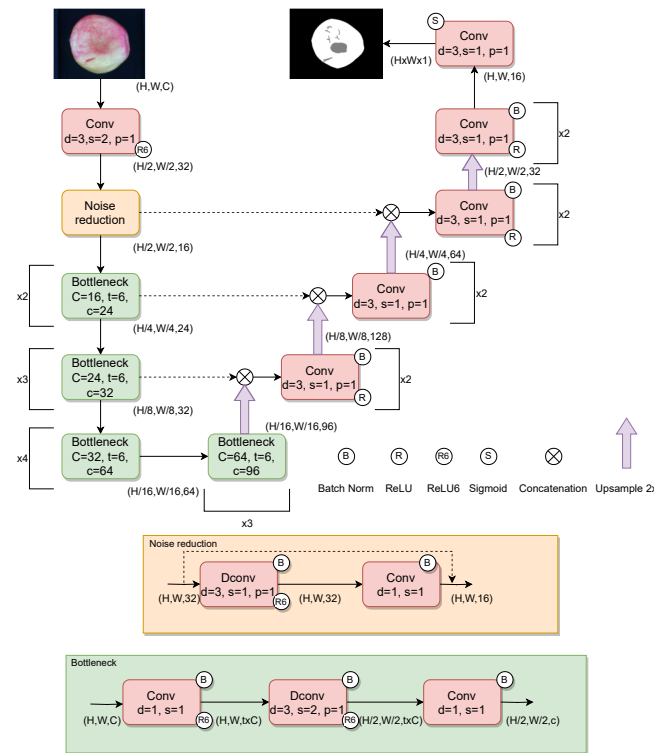 S
Conv
d=3,s=1, p=1
(HxWx1)
(H,W,C)
(H,W,16)
Conv
d=3,s=2, p=1
R6
B
Conv
d=3,s=1, p=1
R
x2
(H/2,W/2,32)
(H/2,W/2,32
Noise
reduction
B
Conv
d=3, s=1, p=1
R
x2
(H/2,W/2,16)
(H/4,W/4,64)
x2
Bottleneck
C=16, t=6,
c=24
B
Conv
d=3, s=1, p=1
x2
(H/4,W/4,24)
(H/8,W/8,128)
x3
Bottleneck
C=24, t=6,
c=32
B
Conv
d=3, s=1, p=1
R
x2
(H/8,W/8,32)
(H/16,W/16,96)
x4
Bottleneck
C=32, t=6,
c=64
Bottleneck
C=64, t=6,
c=96
(H/16,W/16,64)
x3
B
R
R6
S
Batch Norm
ReLU
ReLU6
Sigmoid
Concatenation
Upsample 2x
Noise reduction
B
Dconv
d=3, s=1, p=1
R6
B
Conv
d=1, s=1
(H,W,32)
(H,W,32)
(H,W,16)
Bottleneck
B
Conv
d=1, s=1
R6
B
Dconv
d=3, s=2, p=1
R6
B
Conv
d=1, s=1
(H,W,C)
(H,W,txC)
(H/2,W/2,txC)
(H/2,W/2,c)